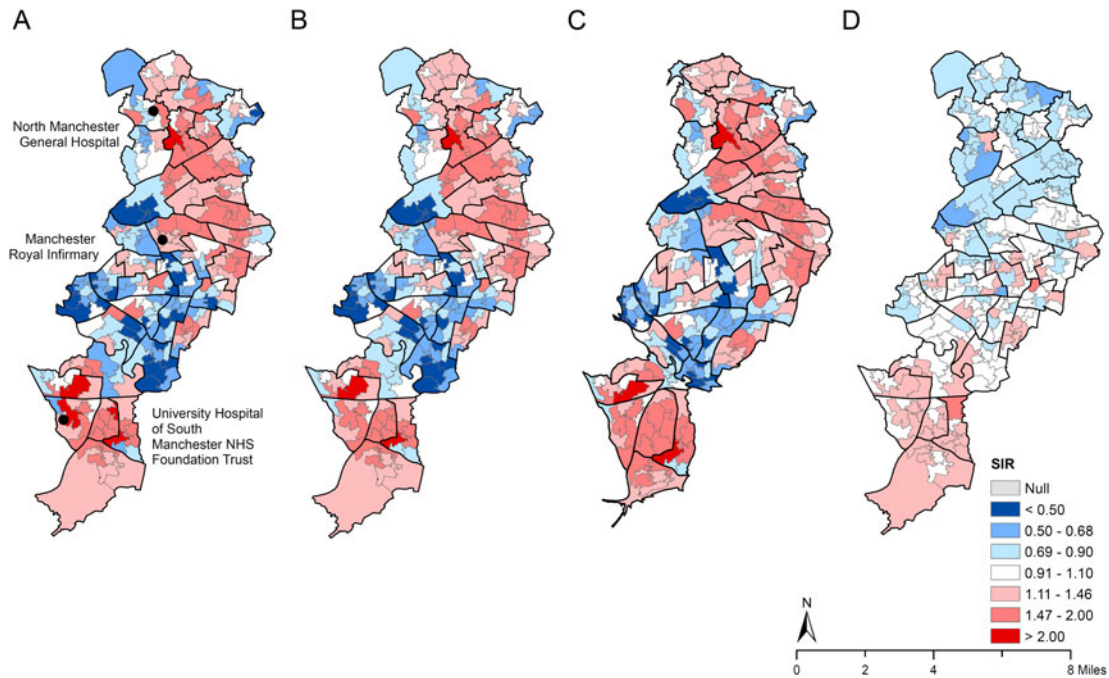 A
B
C
D
North Manchester
General Hospital
Manchester
Royal Infirmary
University Hospital
of South
Manchester NHS
Foundation Trust
SIR
Null
< 0.50
0.50 - 0.68
0.69 - 0.90
0.91 - 1.10
1.11 - 1.46
1.47 - 2.00
> 2.00
N
0 2 4 8 Miles